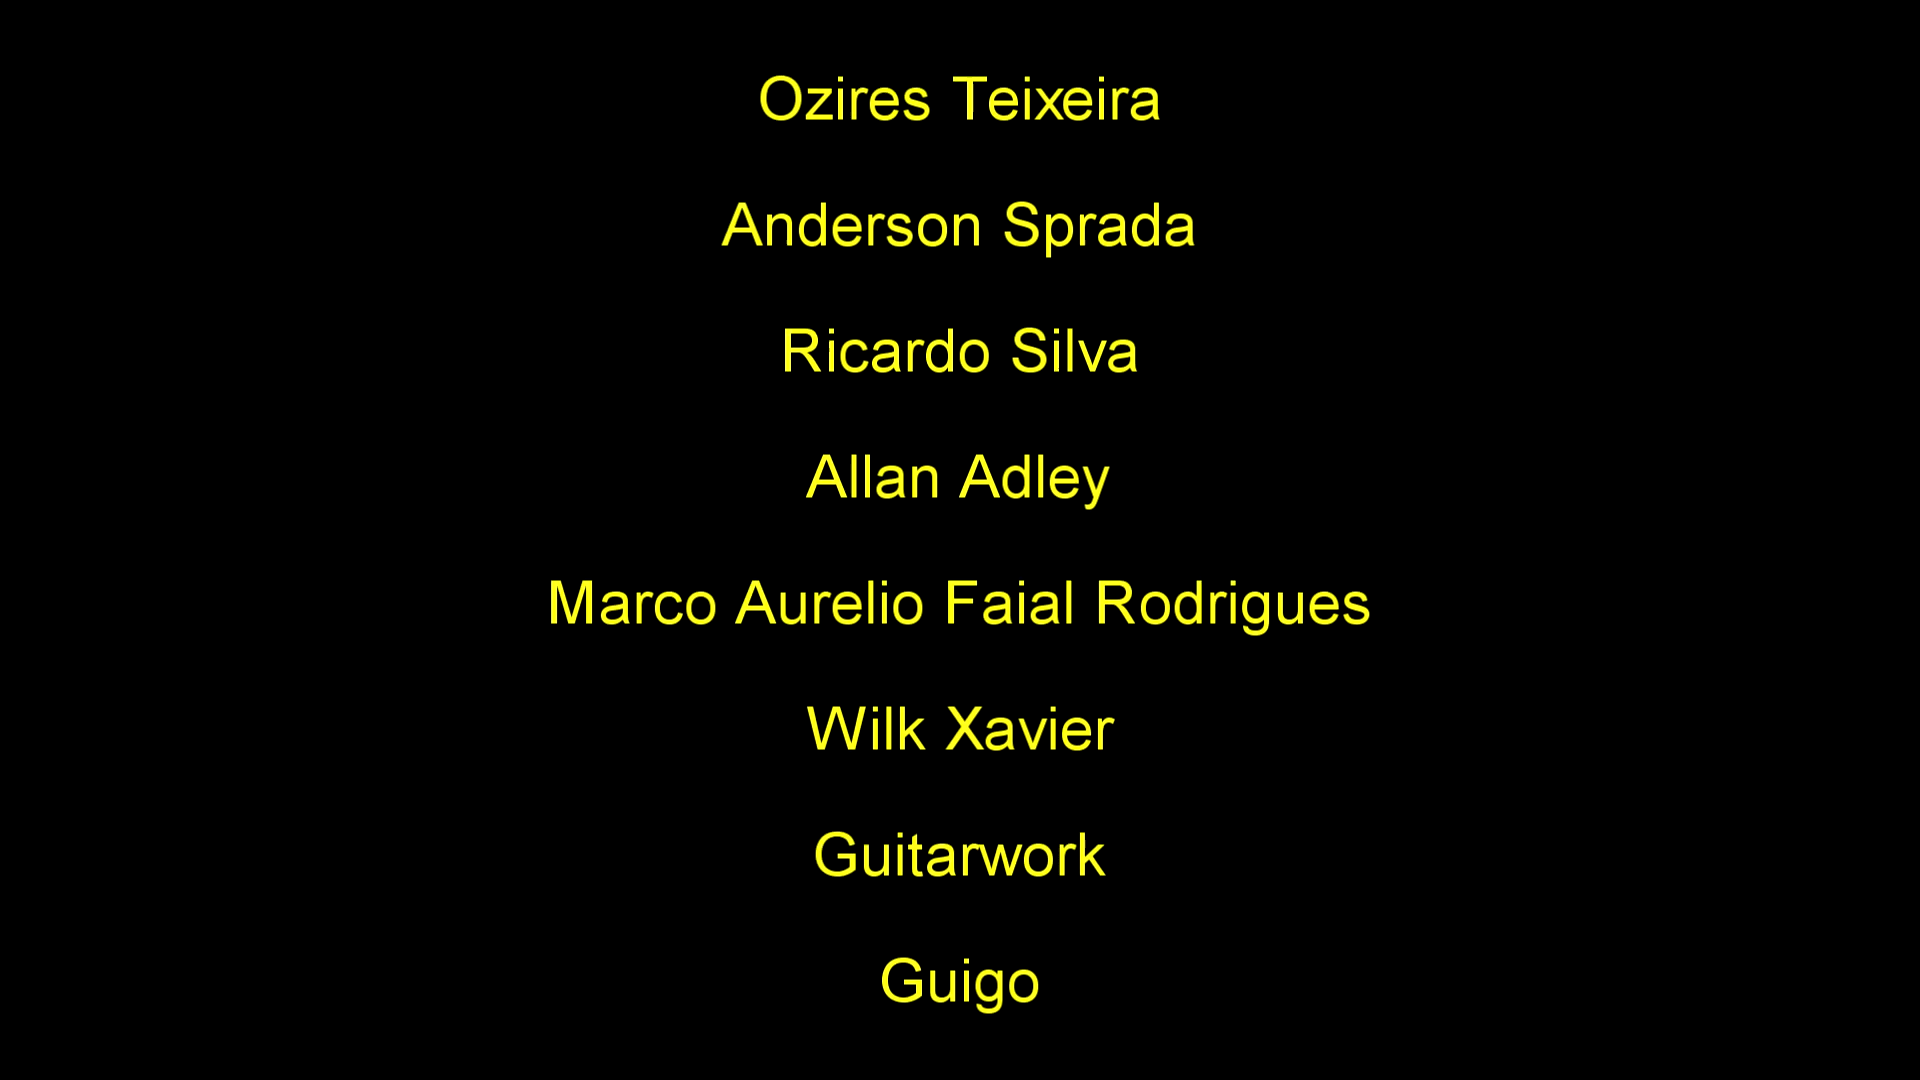 Ozires Teixeira
Anderson Sprada
Ricardo Silva
Allan Adley
Marco Aurelio Faial Rodrigues
Wilk Xavier
Guitarwork
Guigo